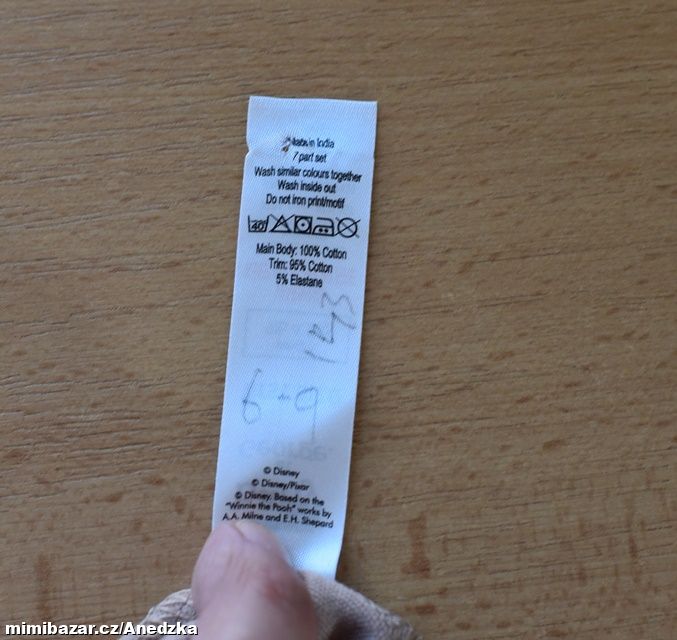 Made in India
7 part set
Wash similar colours together
Wash inside out
Do not iron print/motif
40
Main Body: 100% Cotton
Trim: 95% Cotton
5% Elastane
6-9
© Disney
© Disney/Pixar
© Disney. Based on the
"Winnie the Pooh" works by
A.A. Milne and E.H. Shepard
mimibazar.cz/Anedzka